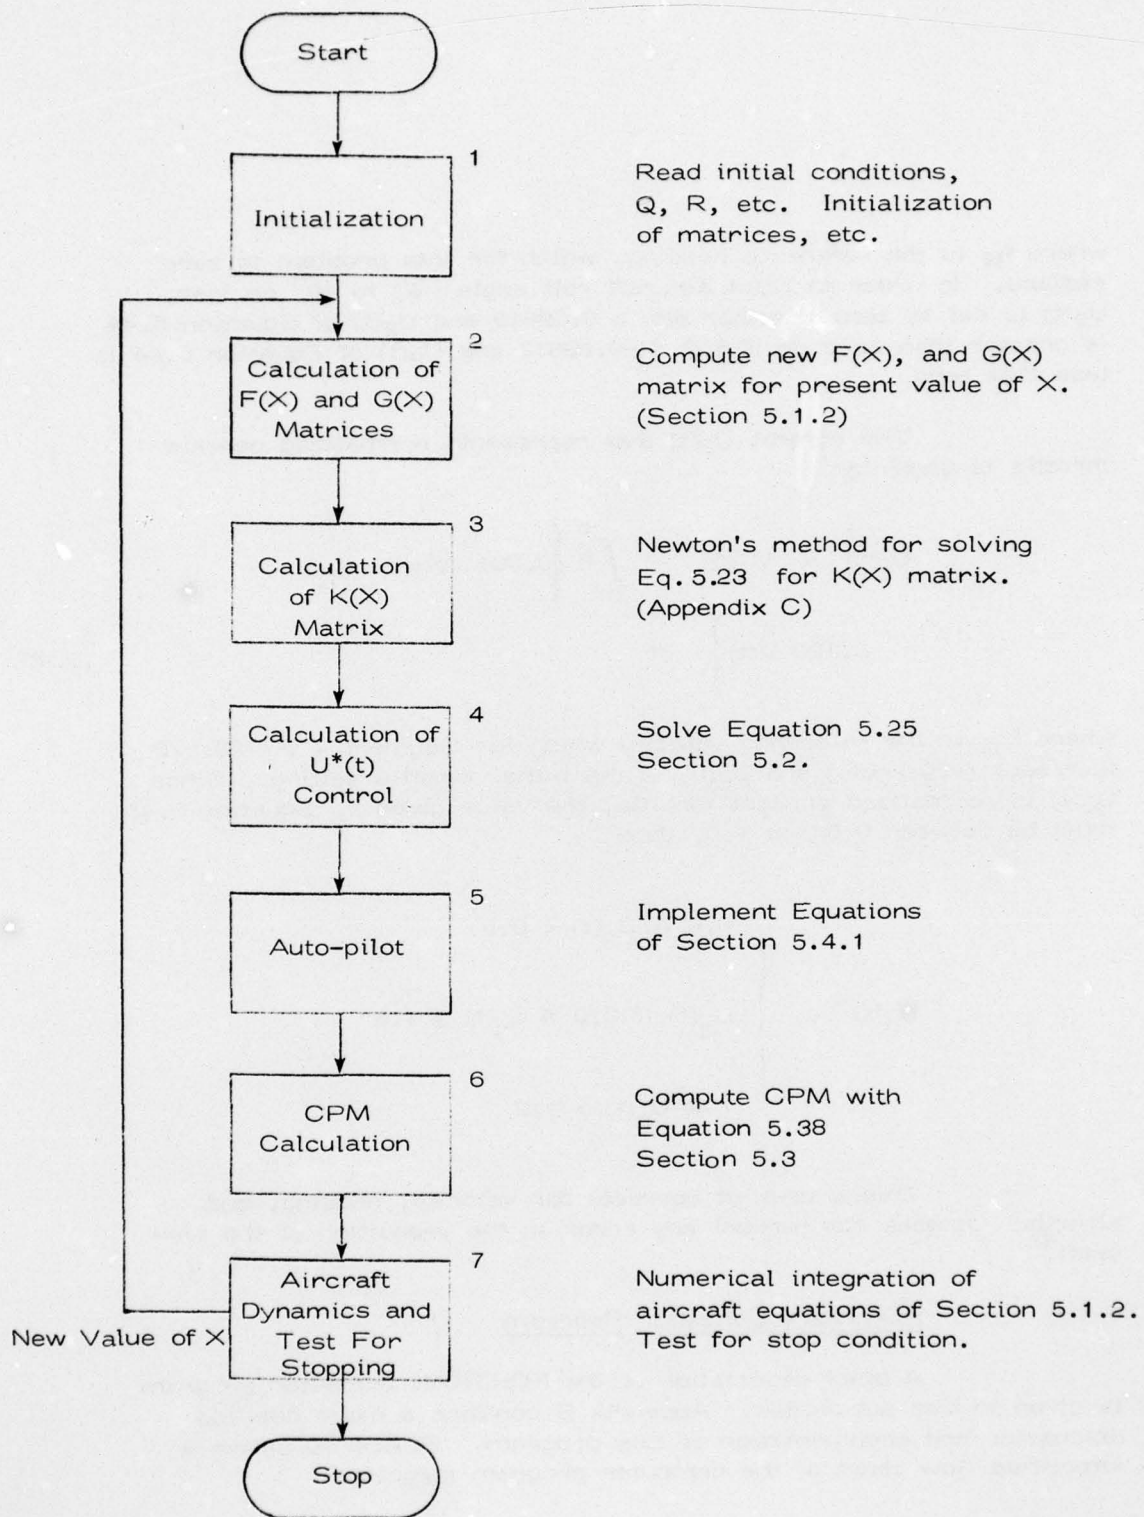 Start
1
Initialization
Read initial conditions,
Q, R, etc. Initialization
of matrices, etc.
2
Calculation of
F(X) and G(X)
Matrices
Compute new F(X), and G(X)
matrix for present value of X.
(Section 5.1.2)
3
Calculation
of K(X)
Matrix
Newton's method for solving
Eq. 5.23 for K(X) matrix.
(Appendix C)
4
Calculation of
U*(t)
Control
Solve Equation 5.25
Section 5.2.
5
Auto-pilot
Implement Equations
of Section 5.4.1
6
CPM
Calculation
Compute CPM with
Equation 5.38
Section 5.3
7
Aircraft
Dynamics and
Test For
Stopping
Numerical integration of
aircraft equations of Section 5.1.2.
Test for stop condition.
New Value of X
Stop